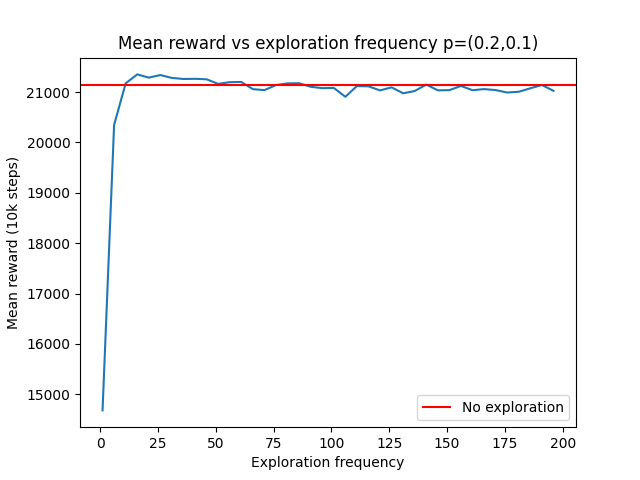 Mean reward vs exploration frequency p=(0.2,0.1)
Mean reward (10k steps)
21000
20000
19000
18000
17000
16000
15000
No exploration
0 25 50 75 100 125 150 175 200
Exploration frequency